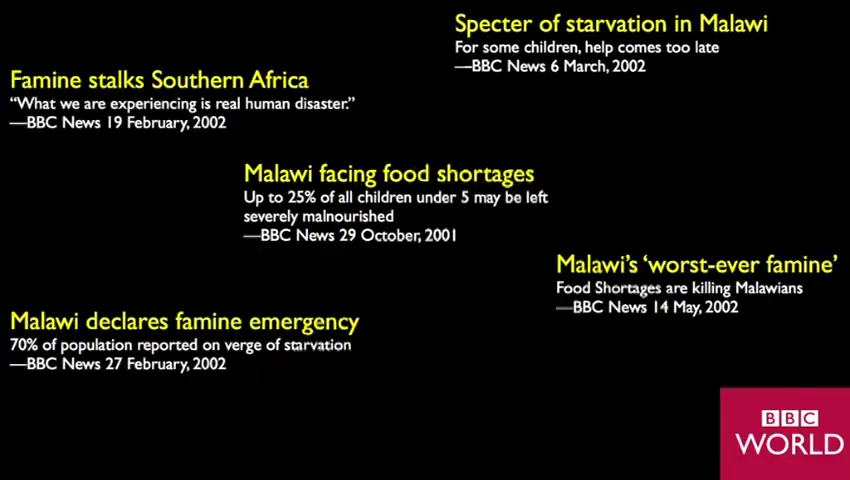 Specter of starvation in Malawi
For some children, help comes too late
—BBC News 6 March, 2002
Famine stalks Southern Africa
“What we are experiencing is real human disaster.”
—BBC News 19 February, 2002
Malawi facing food shortages
Up to 25% of all children under 5 may be left
severely malnourished
—BBC News 29 October, 2001
Malawi’s ‘worst-ever famine’
Food Shortages are killing Malawians
—BBC News 14 May, 2002
Malawi declares famine emergency
70% of population reported on verge of starvation
—BBC News 27 February, 2002
BBC
WORLD